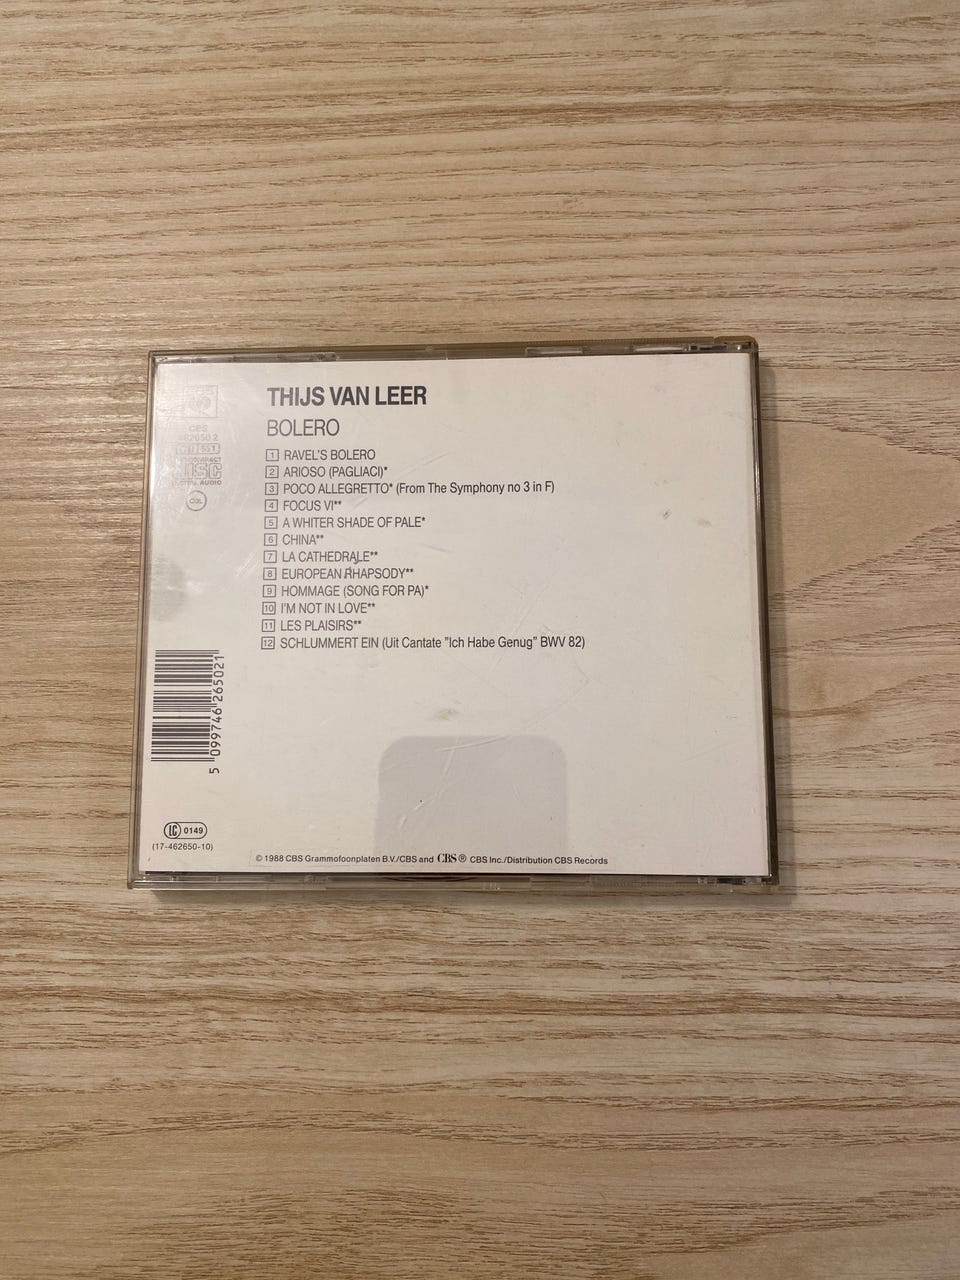 THIJS VAN LEER
BOLERO
1 RAVEL'S BOLERO
2 ARIOSO (PAGLIACI)*
3 POCO ALLEGRETTO* (From The Symphony no 3 in F)
4 FOCUS VI**
5 A WHITER SHADE OF PALE*
6 CHINA**
7 LA CATHEDRALE**
8 EUROPEAN RHAPSODY**
9 HOMMAGE (SONG FOR PA)*
10 I'M NOT IN LOVE**
11 LES PLAISIRS**
12 SCHLUMMERT EIN (Uit Cantate "Ich Habe Genug" BWV 82)
CBS
462650 2
COMPACT
DISC
DIGITAL AUDIO
5 099746 265021
LC 0149
(17-462650-10)
© 1988 CBS Grammofoonplaten B.V./CBS and CBS ® CBS Inc./Distribution CBS Records